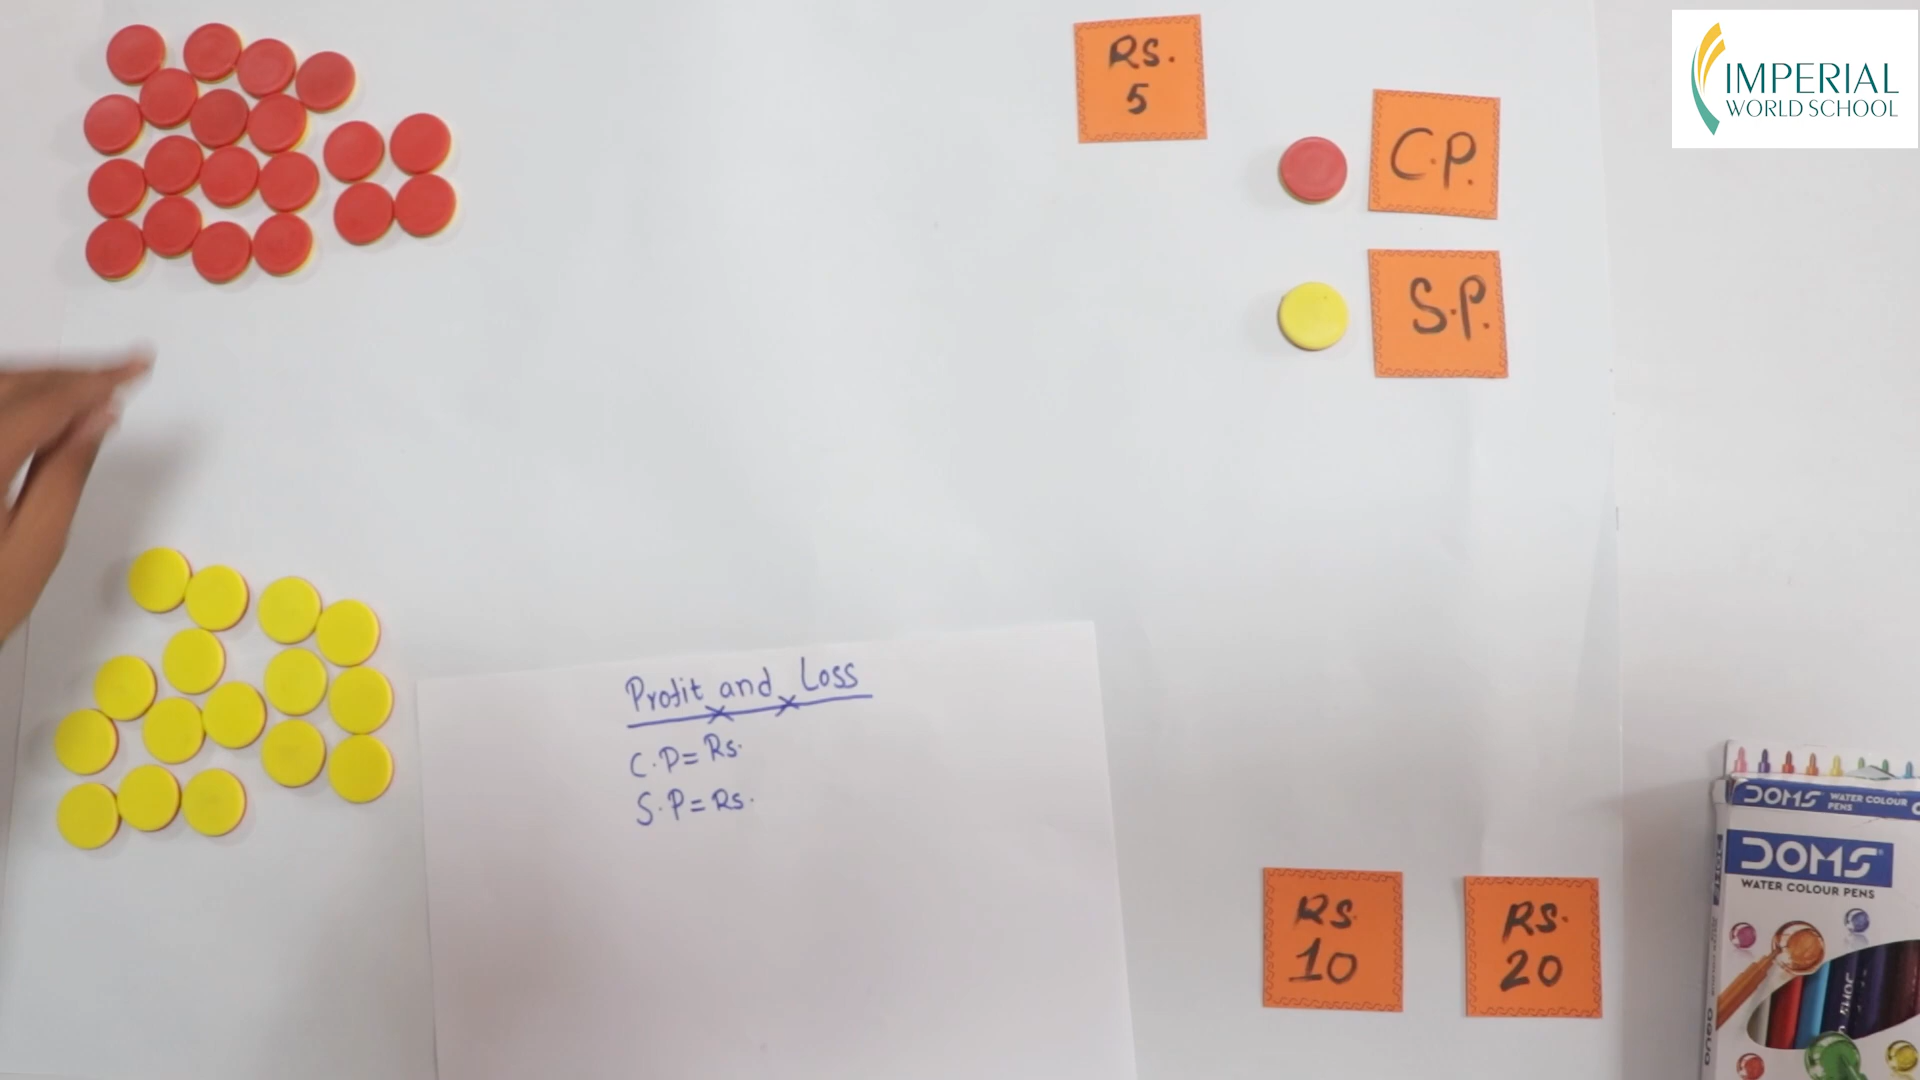 RS.
5
C.P.
S.P.
IMPERIAL
WORLD SCHOOL
Profit and Loss
C.P= Rs.
S.P= Rs.
RS.
10
RS.
20
DOMS WATER COLOUR
PENS
DOMS
WATER COLOUR PENS